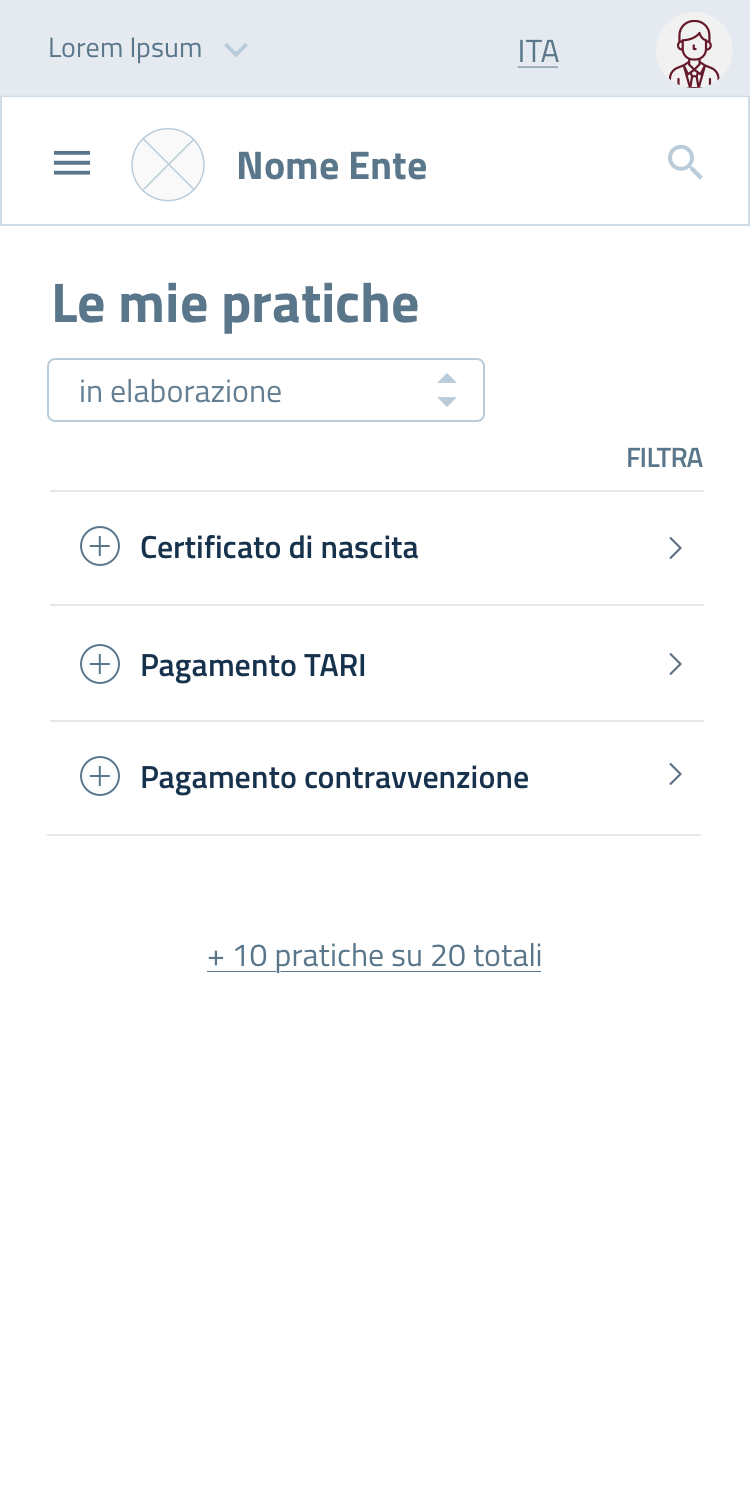 Lorem Ipsum
ITA
Nome Ente
Le mie pratiche
in elaborazione
FILTRA
Certificato di nascita
Pagamento TARI
Pagamento contravvenzione
+ 10 pratiche su 20 totali